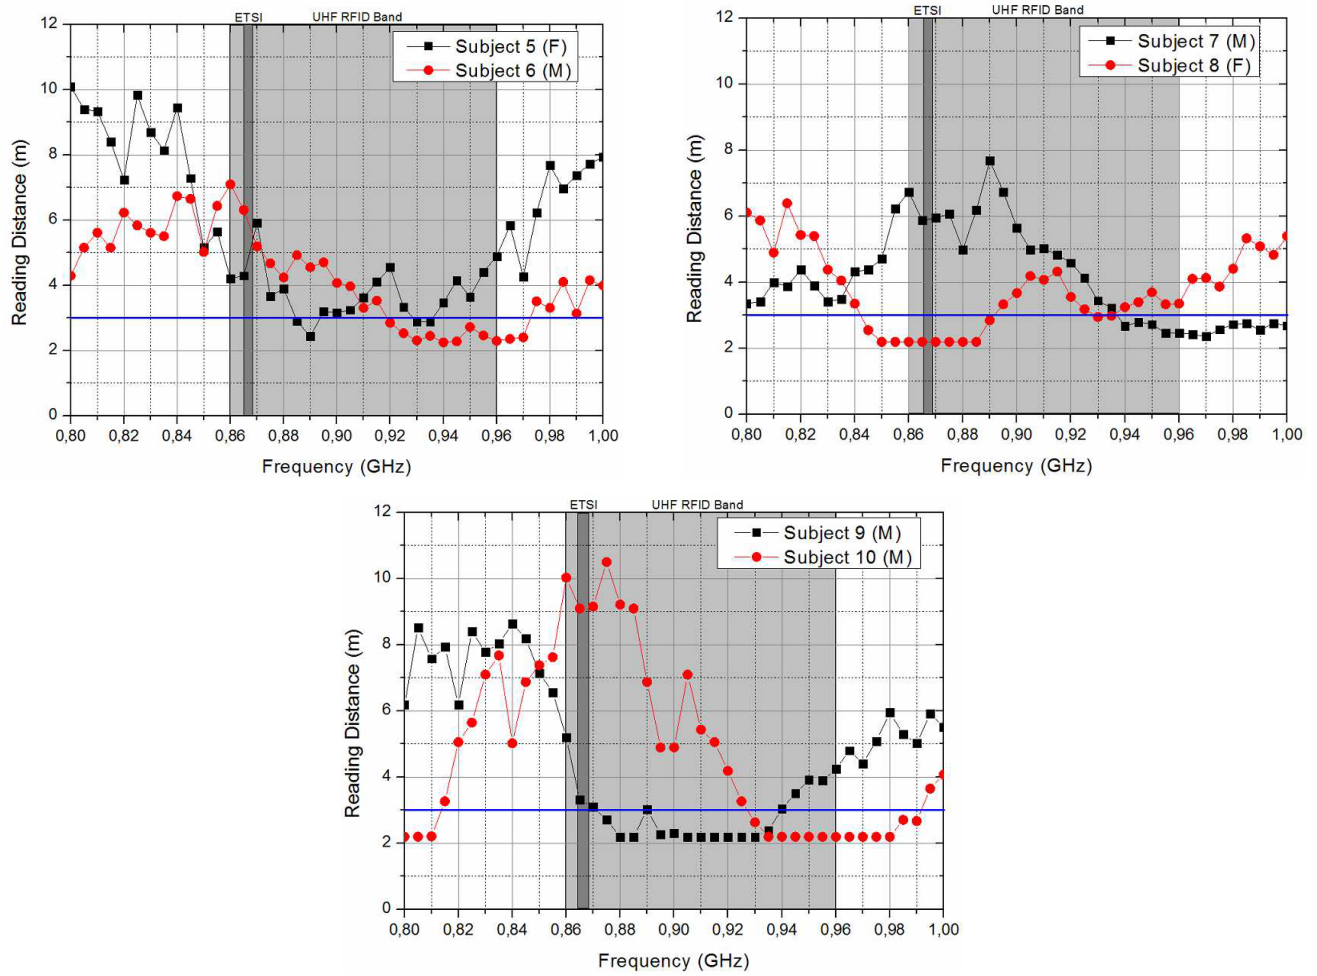 ETSI UHF RFID Band
Subject 5 (F)
Subject 6 (M)
Reading Distance (m)
12
10
8
6
4
2
0
0,80 0,82 0,84 0,86 0,88 0,90 0,92 0,94 0,96 0,98 1,00
Frequency (GHz)
ETSI UHF RFID Band
Subject 7 (M)
Subject 8 (F)
Reading Distance (m)
12
10
8
6
4
2
0
0,80 0,82 0,84 0,86 0,88 0,90 0,92 0,94 0,96 0,98 1,00
Frequency (GHz)
ETSI UHF RFID Band
Subject 9 (M)
Subject 10 (M)
Reading Distance (m)
12
10
8
6
4
2
0
0,80 0,82 0,84 0,86 0,88 0,90 0,92 0,94 0,96 0,98 1,00
Frequency (GHz)